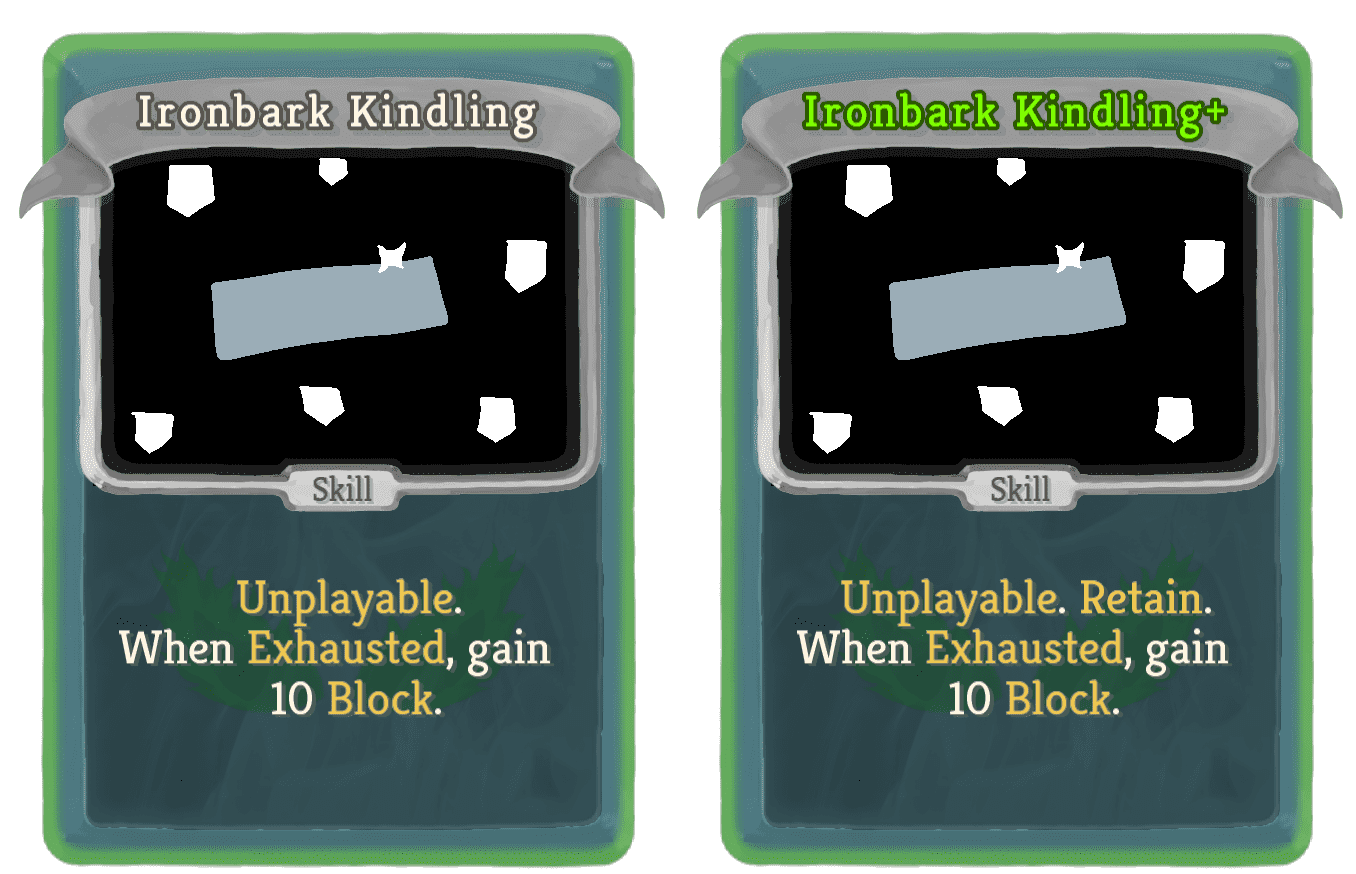 Ironbark Kindling
Skill
Unplayable.
When Exhausted, gain
10 Block.
Ironbark Kindling+
Skill
Unplayable. Retain.
When Exhausted, gain
10 Block.